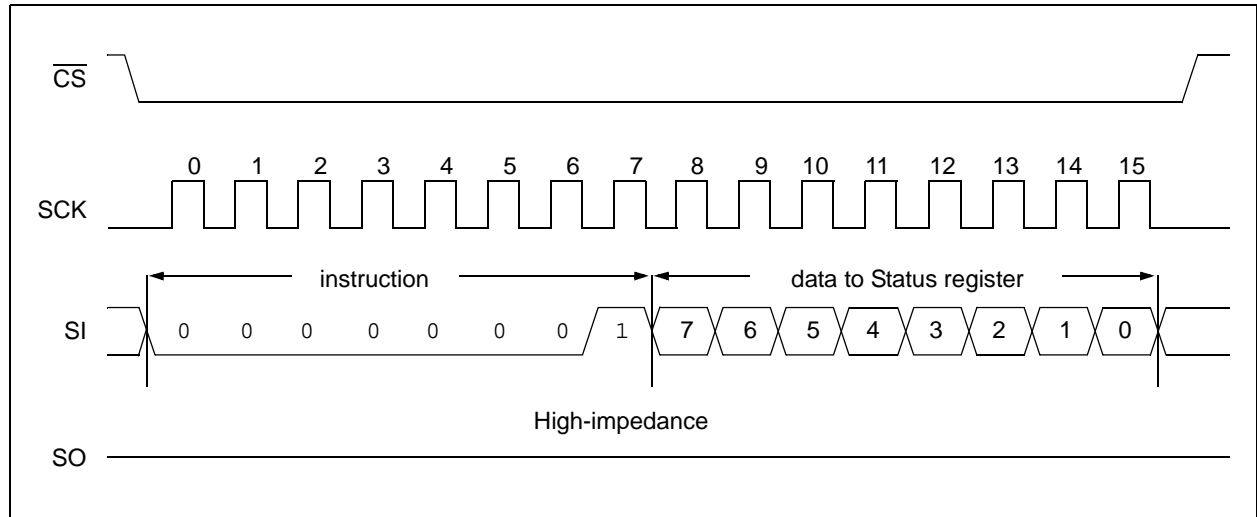 CS
0 1 2 3 4 5 6 7 8 9 10 11 12 13 14 15
SCK
instruction data to Status register
SI 0 0 0 0 0 0 0 1 7 6 5 4 3 2 1 0
High-impedance
SO